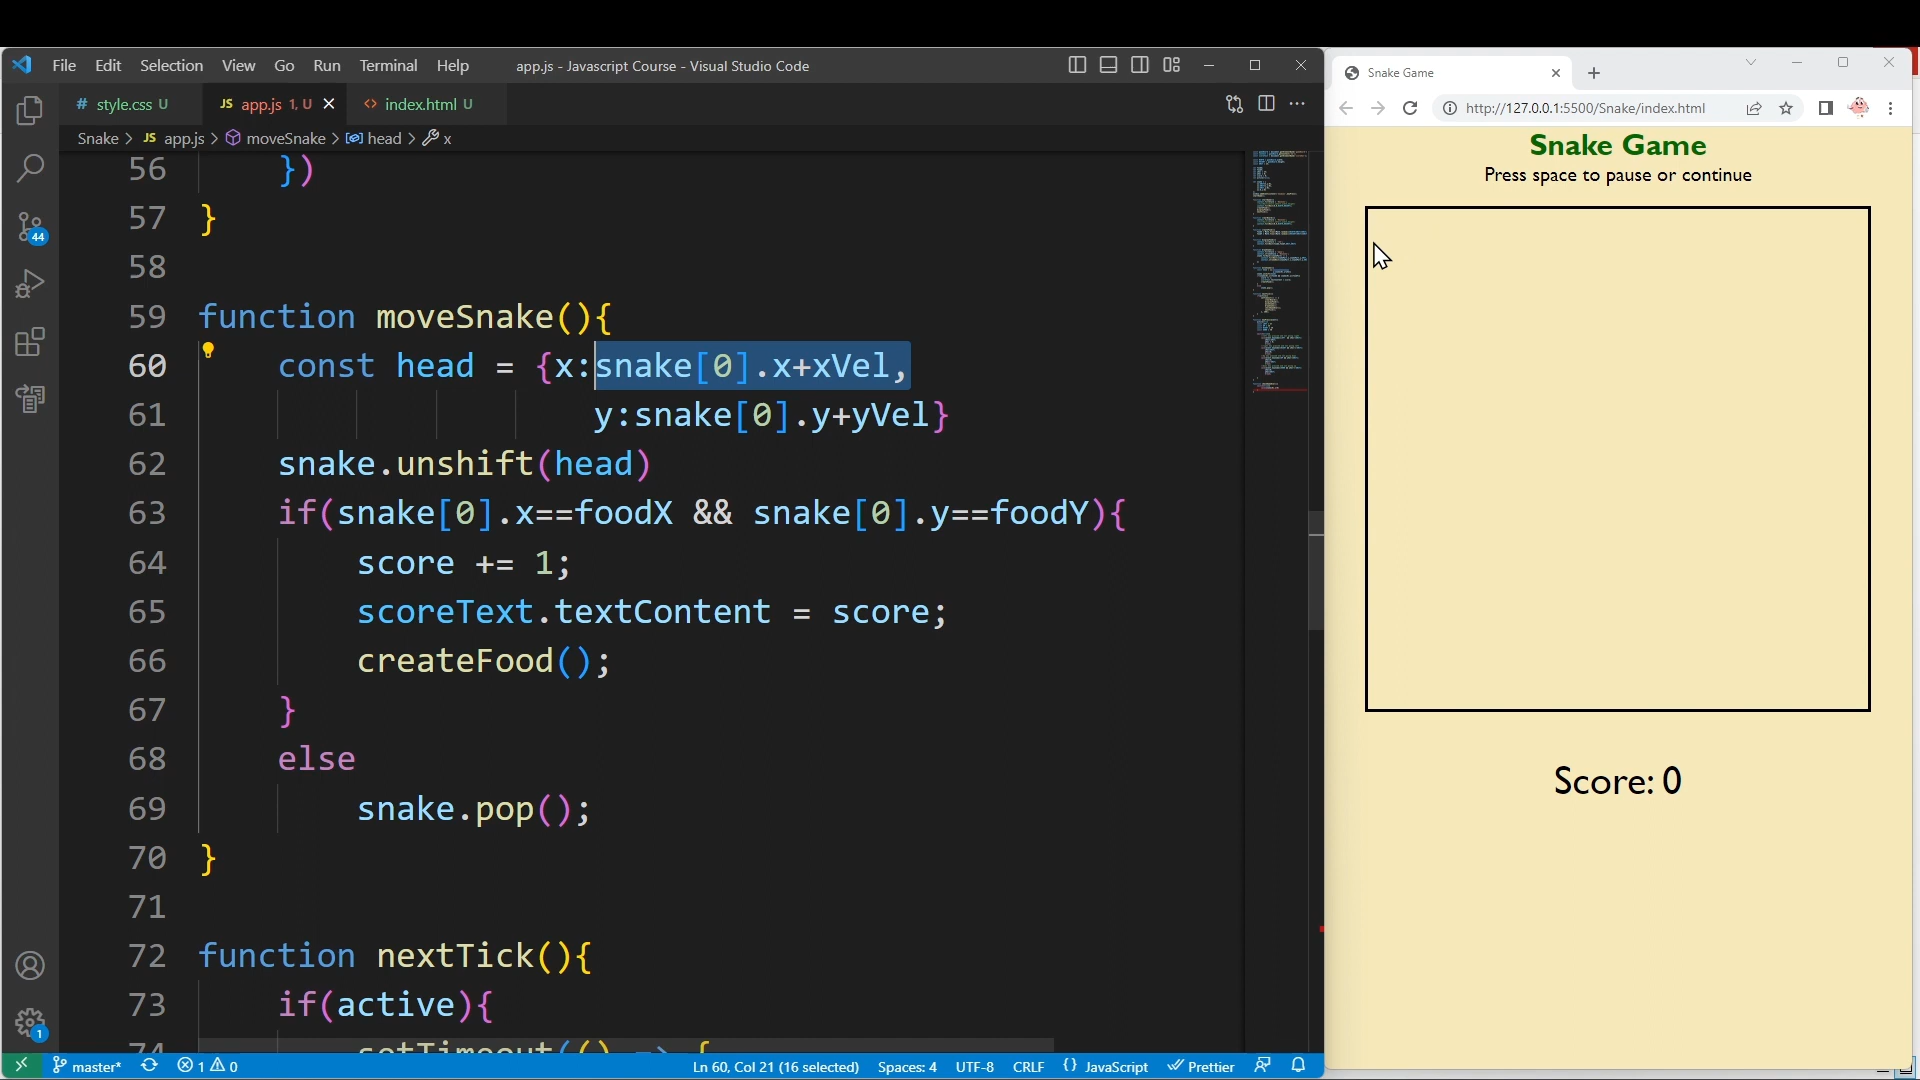 File Edit Selection View Go Run Terminal Help app.js - Javascript Course - Visual Studio Code
# style.css U JS app.js 1, U <> index.html U
Snake > JS app.js > moveSnake > head > x
56 })
57 }
58
59 function moveSnake(){
60 const head = {x:snake[0].x+xVel,
61 y:snake[0].y+yVel}
62 snake.unshift(head)
63 if(snake[0].x==foodX && snake[0].y==foodY){
64 score += 1;
65 scoreText.textContent = score;
66 createFood();
67 }
68 else
69 snake.pop();
70 }
71
72 function nextTick(){
73 if(active){
74 setTimeout(() => {
44
1
master* 1 0 Ln 60, Col 21 (16 selected) Spaces: 4 UTF-8 CRLF {} JavaScript Prettier
Snake Game
http://127.0.0.1:5500/Snake/index.html
Snake Game
Press space to pause or continue
Score: 0